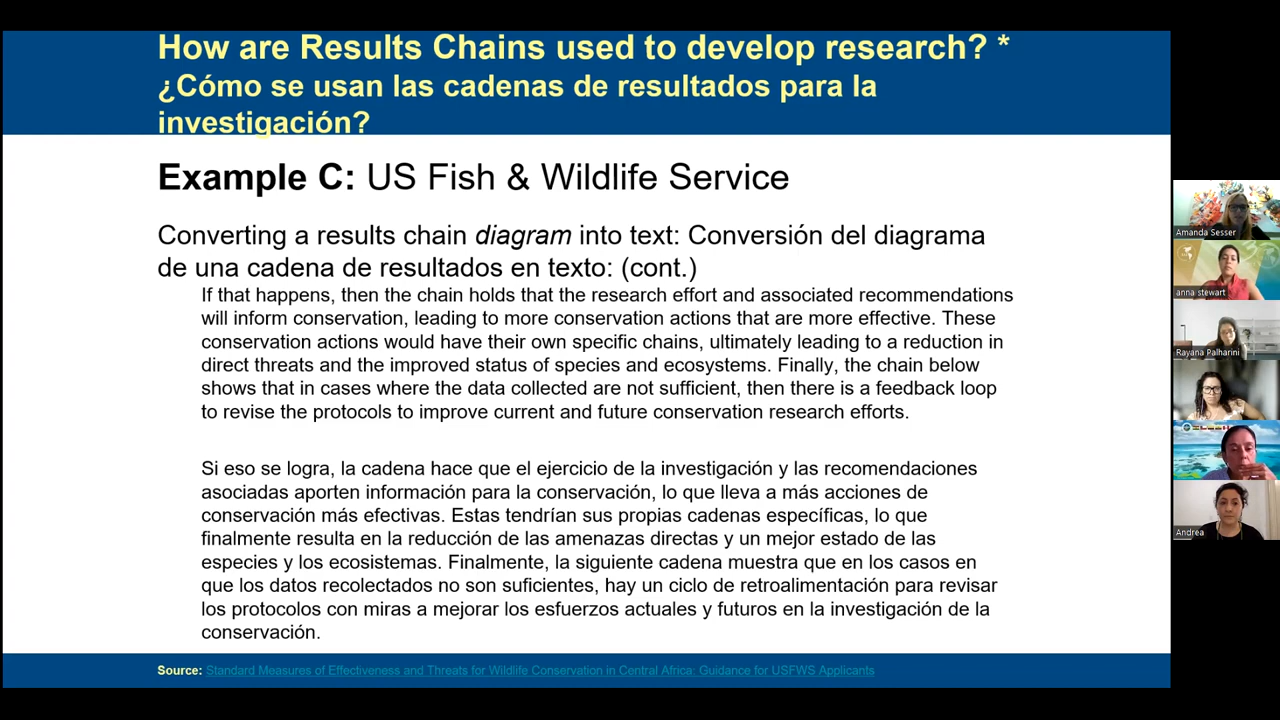 How are Results Chains used to develop research? *
¿Cómo se usan las cadenas de resultados para la
investigación?
Example C: US Fish & Wildlife Service
Converting a results chain diagram into text: Conversión del diagrama
de una cadena de resultados en texto: (cont.)
If that happens, then the chain holds that the research effort and associated recommendations
will inform conservation, leading to more conservation actions that are more effective. These
conservation actions would have their own specific chains, ultimately leading to a reduction in
direct threats and the improved status of species and ecosystems. Finally, the chain below
shows that in cases where the data collected are not sufficient, then there is a feedback loop
to revise the protocols to improve current and future conservation research efforts.
Si eso se logra, la cadena hace que el ejercicio de la investigación y las recomendaciones
asociadas aporten información para la conservación, lo que lleva a más acciones de
conservación más efectivas. Estas tendrían sus propias cadenas específicas, lo que
finalmente resulta en la reducción de las amenazas directas y un mejor estado de las
especies y los ecosistemas. Finalmente, la siguiente cadena muestra que en los casos en
que los datos recolectados no son suficientes, hay un ciclo de retroalimentación para revisar
los protocolos con miras a mejorar los esfuerzos actuales y futuros en la investigación de la
conservación.
Source: Standard Measures of Effectiveness and Threats for Wildlife Conservation in Central Africa: Guidance for USFWS Applicants
Amanda Sesser
anna stewart
Rayana Palharini
Andrea